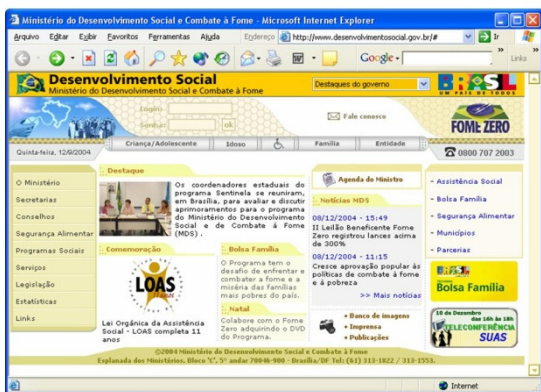 Ministério do Desenvolvimento Social e Combate à Fome - Microsoft Internet Explorer
Arquivo Editar Exibir Favoritos Ferramentas Ajuda
Endereço http://www.desenvolvimentosocial.gov.br/# Ir
Google Links
Desenvolvimento Social
Ministério do Desenvolvimento Social e Combate à Fome
Destaques do governo
BRASIL
UM PAÍS DE TODOS
Login:
Senha: ok
Fale conosco
FOME ZERO
Quinta-feira, 12/9/2004
Criança/Adolescente Idoso Família Entidade
0800 707 2003
O Ministério
Secretarias
Conselhos
Segurança Alimentar
Programas Sociais
Serviços
Legislação
Estatísticas
Links
Destaque
Os coordenadores estaduais do
programa Sentinela se reuniram,
em Brasília, para avaliar e discutir
aprimoramentos para o programa
do Ministério do Desenvolvimento
Social e de Combate à Fome
(MDS) .
Comemoração
LOAS
11 anos
Lei Orgânica da Assistência
Social - LOAS completa 11
anos
Bolsa Família
O Programa tem o
desafio de enfrentar e
combater a fome e a
miséria das famílias
mais pobres do país.
Natal
Colabore com o Fome
Zero adquirindo o DVD
do Programa.
Agenda do Ministro
Notícias MDS
08/12/2004 - 15:49
II Leilão Beneficente Fome
Zero registrou lances acima
de 300%
08/12/2004 - 11:15
Cresce aprovação popular às
políticas de combate à fome
e à pobreza
>> Mais notícias
• Banco de imagens
• Imprensa
• Publicações
- Assistência Social
- Bolsa Família
- Segurança Alimentar
- Municípios
- Parcerias
Bolsa Família
10 de Dezembro
das 16h às 18h
TELECONFERÊNCIA
SUAS
©2004 Ministério do Desenvolvimento Social e Combate à Fome
Esplanada dos Ministérios, Bloco 'C', 5° andar 70046-900 - Brasília/DF Tel: (61) 313-1822 / 313-1553.
Internet